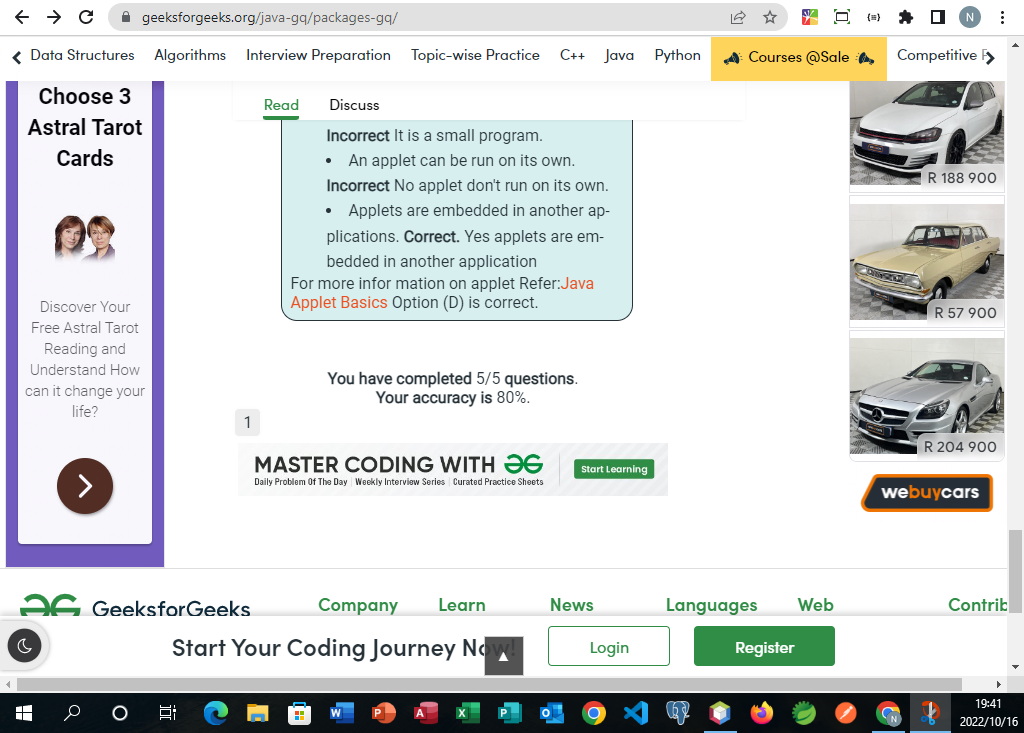 geeksforgeeks.org/java-gq/packages-gq/
N
Data Structures Algorithms Interview Preparation Topic-wise Practice C++ Java Python Courses @Sale Competitive P
Choose 3
Astral Tarot
Cards
Discover Your
Free Astral Tarot
Reading and
Understand How
can it change your
life?
Read Discuss
Incorrect It is a small program.
• An applet can be run on its own.
Incorrect No applet don't run on its own.
• Applets are embedded in another ap-
plications. Correct. Yes applets are em-
bedded in another application
For more infor mation on applet Refer:Java
Applet Basics Option (D) is correct.
You have completed 5/5 questions.
Your accuracy is 80%.
1
MASTER CODING WITH
Daily Problem Of The Day | Weekly Interview Series | Curated Practice Sheets
Start Learning
R 188 900
R 57 900
R 204 900
webuycars
GeeksforGeeks Company Learn News Languages Web Contrib
Start Your Coding Journey Now!
Login Register
19:41
2022/10/16